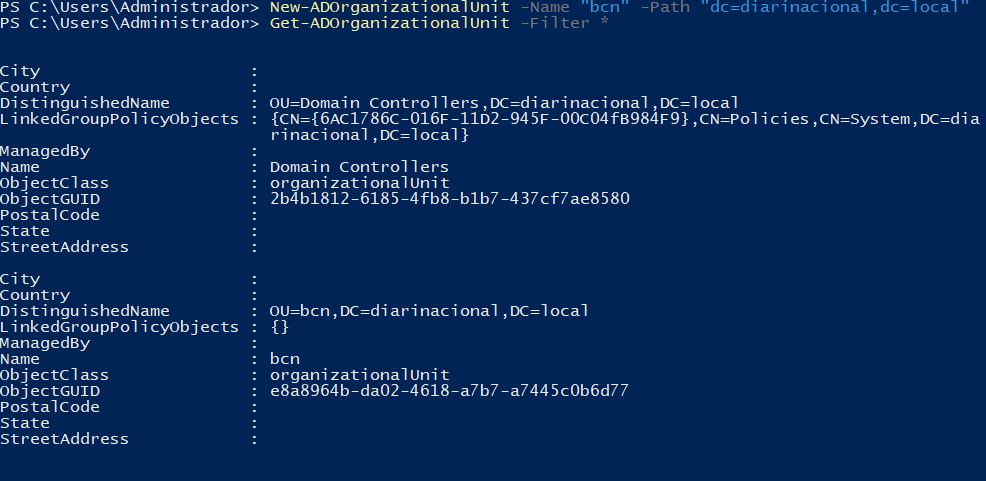 PS C:\Users\Administrador> New-ADOrganizationalUnit -Name "bcn" -Path "dc=diarinacional,dc=local"
PS C:\Users\Administrador> Get-ADOrganizationalUnit -Filter *
City                     :
Country                  :
DistinguishedName        : OU=Domain Controllers,DC=diarinacional,DC=local
LinkedGroupPolicyObjects : {CN={6AC1786C-016F-11D2-945F-00C04fB984F9},CN=Policies,CN=System,DC=dia
                           rinacional,DC=local}
ManagedBy                :
Name                     : Domain Controllers
ObjectClass              : organizationalUnit
ObjectGUID               : 2b4b1812-6185-4fb8-b1b7-437cf7ae8580
PostalCode               :
State                    :
StreetAddress            :
City                     :
Country                  :
DistinguishedName        : OU=bcn,DC=diarinacional,DC=local
LinkedGroupPolicyObjects : {}
ManagedBy                :
Name                     : bcn
ObjectClass              : organizationalUnit
ObjectGUID               : e8a8964b-da02-4618-a7b7-a7445c0b6d77
PostalCode               :
State                    :
StreetAddress            :